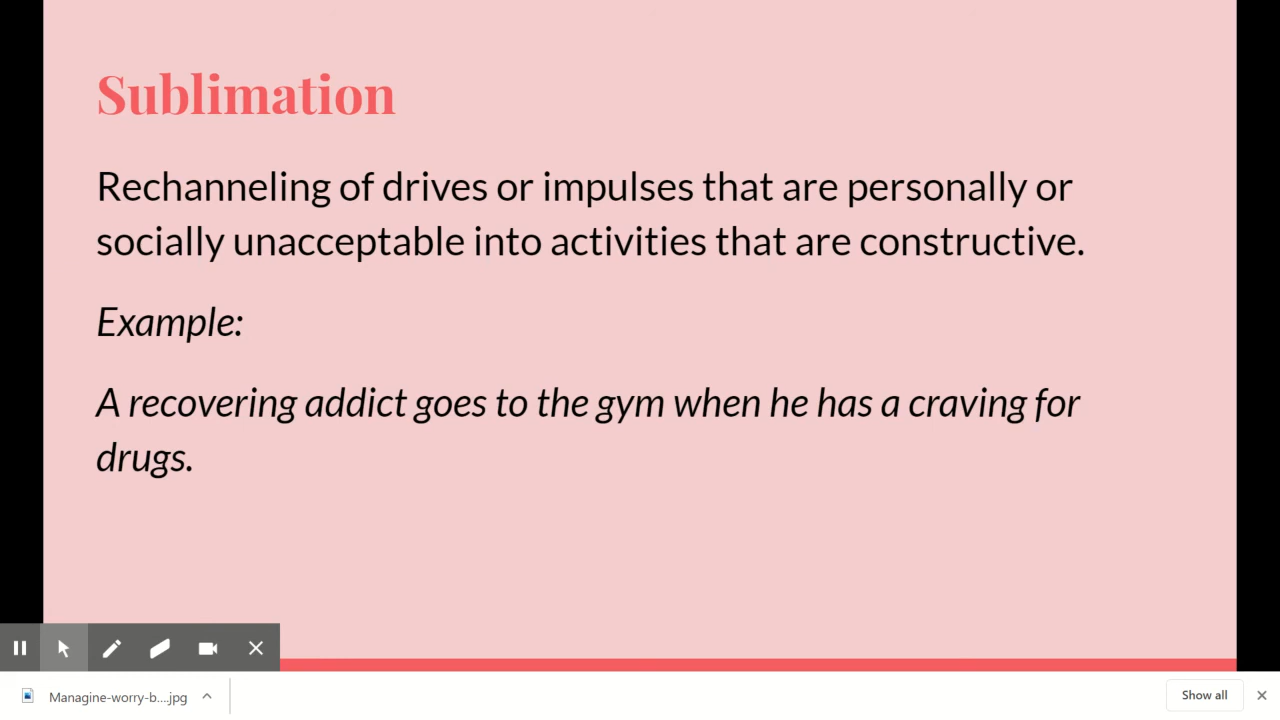 Sublimation
Rechanneling of drives or impulses that are personally or
socially unacceptable into activities that are constructive.
Example:
A recovering addict goes to the gym when he has a craving for
drugs.
Managine-worry-b....jpg
Show all